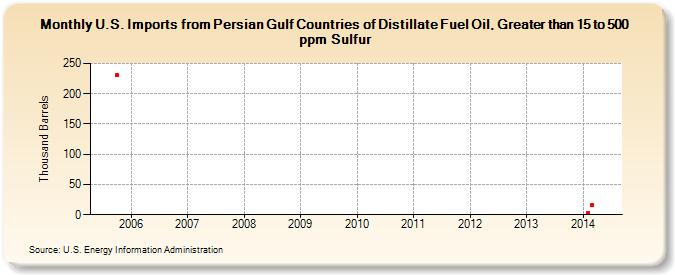 Monthly U.S. Imports from Persian Gulf Countries of Distillate Fuel Oil, Greater than 15 to 500
ppm Sulfur
Thousand Barrels
250
200
150
100
50
0
2006 2007 2008 2009 2010 2011 2012 2013 2014
Source: U.S. Energy Information Administration